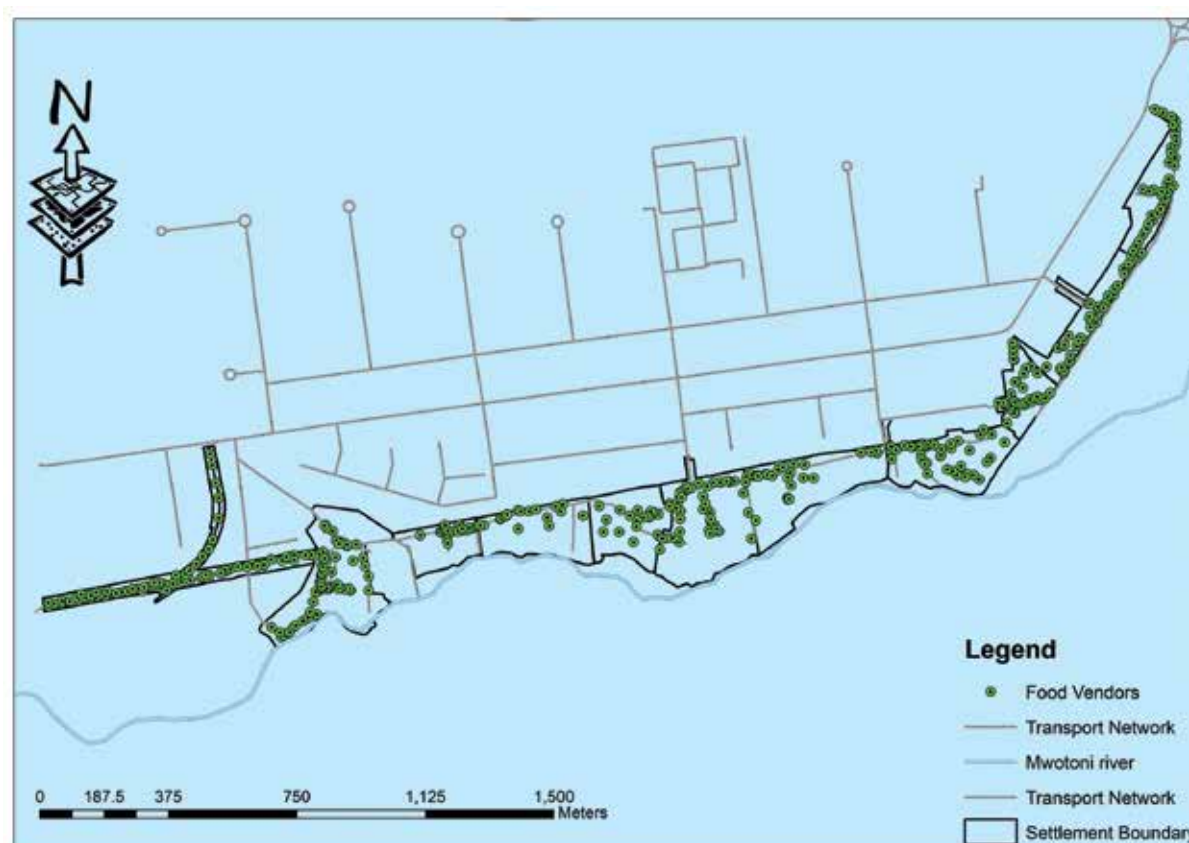 N
Legend
Food Vendors
Transport Network
Mwotoni river
Transport Network
Settlement Boundary
0 187.5 375 750 1,125 1,500
Meters